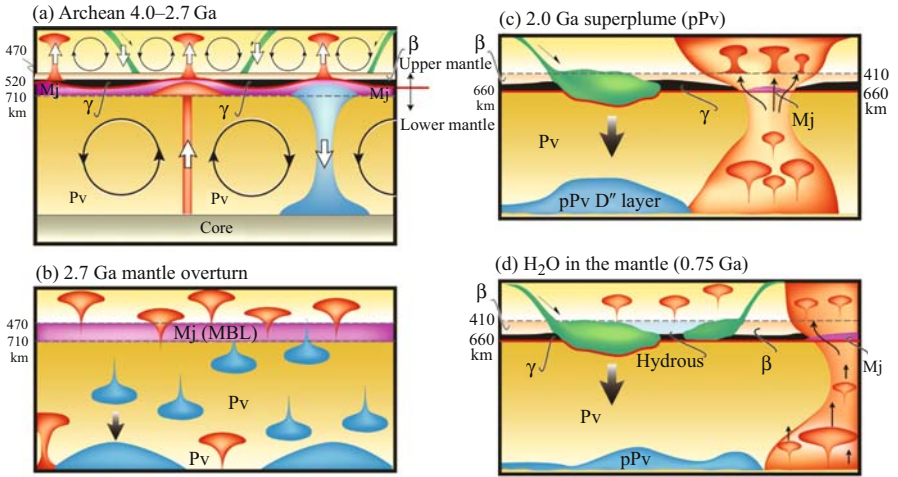 (a) Archean 4.0–2.7 Ga
470
520
710
km
Mj
γ
Mj
β
Upper mantle
Lower mantle
Pv
Pv
Core
(b) 2.7 Ga mantle overturn
470
710
km
Mj (MBL)
Pv
Pv
(c) 2.0 Ga superplume (pPv)
β
660
km
410
660
km
γ
Mj
Pv
pPv D″ layer
(d) H₂O in the mantle (0.75 Ga)
β
410
660
km
γ
Hydrous
β
Mj
Pv
pPv